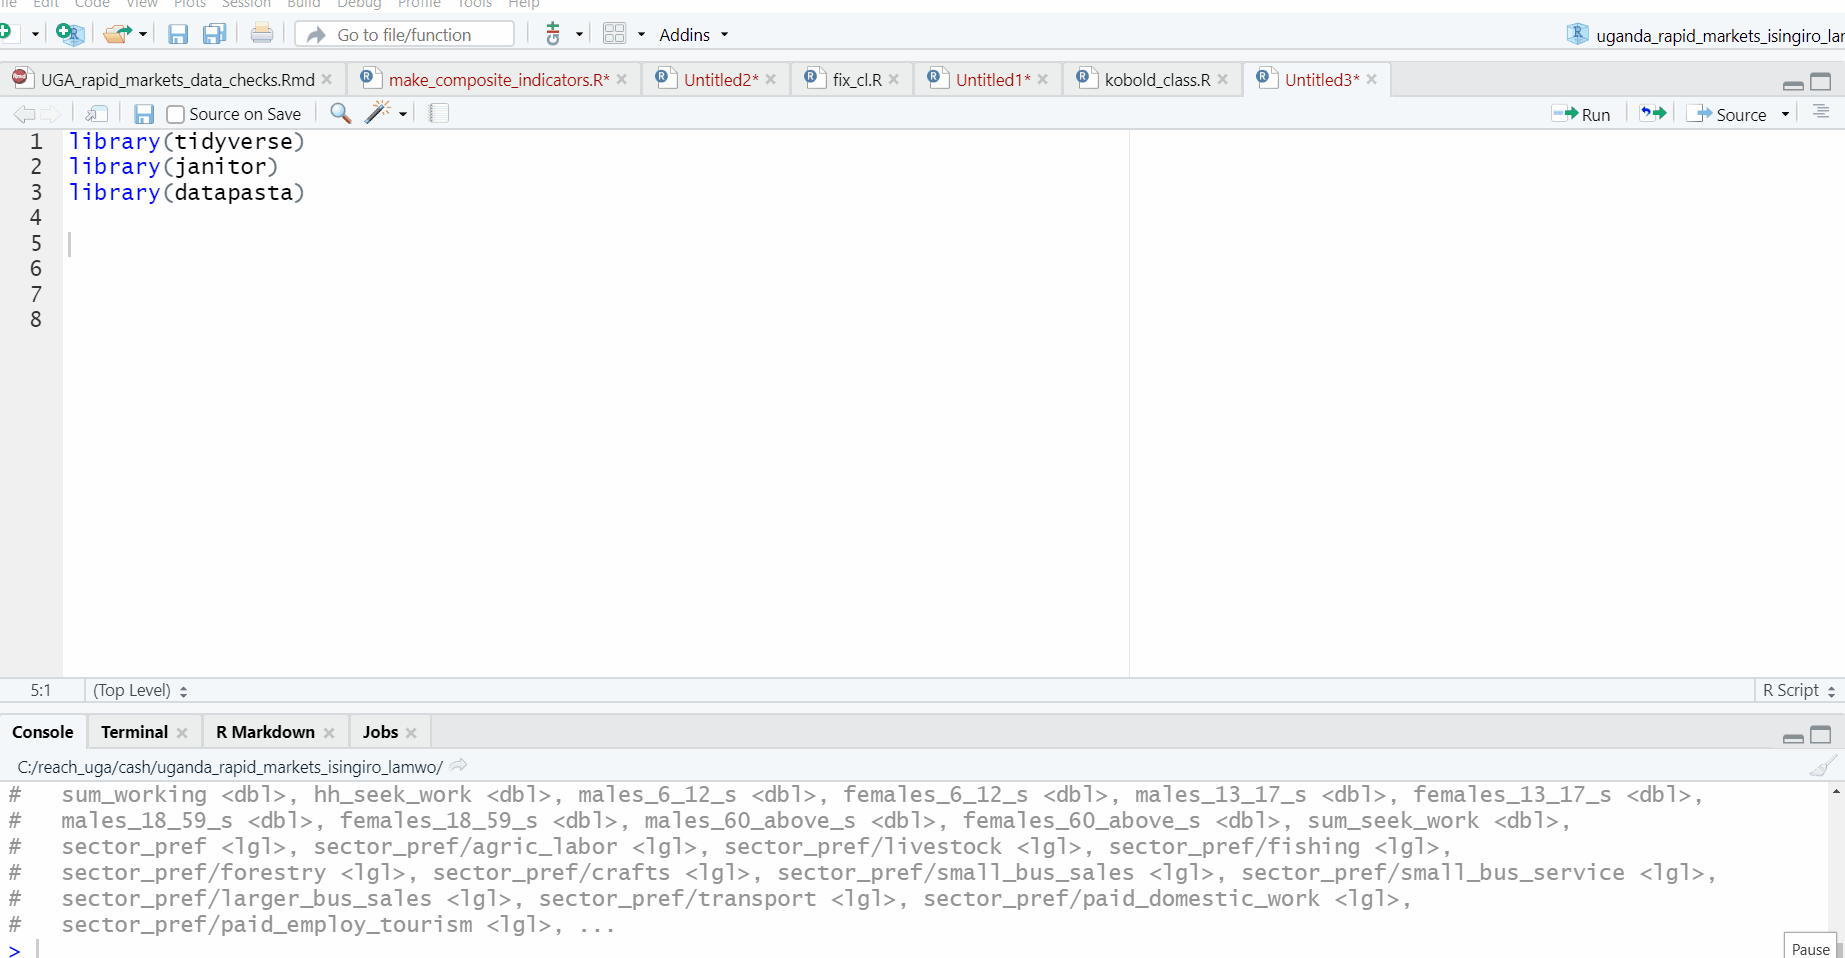 File Edit Code View Plots Session Build Debug Profile Tools Help
Go to file/function Addins uganda_rapid_markets_isingiro_lar
UGA_rapid_markets_data_checks.Rmd make_composite_indicators.R* Untitled2* fix_cl.R Untitled1* kobold_class.R Untitled3*
Source on Save Run Source
1 library(tidyverse)
2 library(janitor)
3 library(datapasta)
4
5
6
7
8
5:1 (Top Level) R Script
Console Terminal R Markdown Jobs
C:/reach_uga/cash/uganda_rapid_markets_isingiro_lamwo/
# sum_working <dbl>, hh_seek_work <dbl>, males_6_12_s <dbl>, females_6_12_s <dbl>, males_13_17_s <dbl>, females_13_17_s <dbl>,
# males_18_59_s <dbl>, females_18_59_s <dbl>, males_60_above_s <dbl>, females_60_above_s <dbl>, sum_seek_work <dbl>,
# sector_pref <lgl>, sector_pref/agric_labor <lgl>, sector_pref/livestock <lgl>, sector_pref/fishing <lgl>,
# sector_pref/forestry <lgl>, sector_pref/crafts <lgl>, sector_pref/small_bus_sales <lgl>, sector_pref/small_bus_service <lgl>,
# sector_pref/larger_bus_sales <lgl>, sector_pref/transport <lgl>, sector_pref/paid_domestic_work <lgl>,
# sector_pref/paid_employ_tourism <lgl>, ...
>
Pause